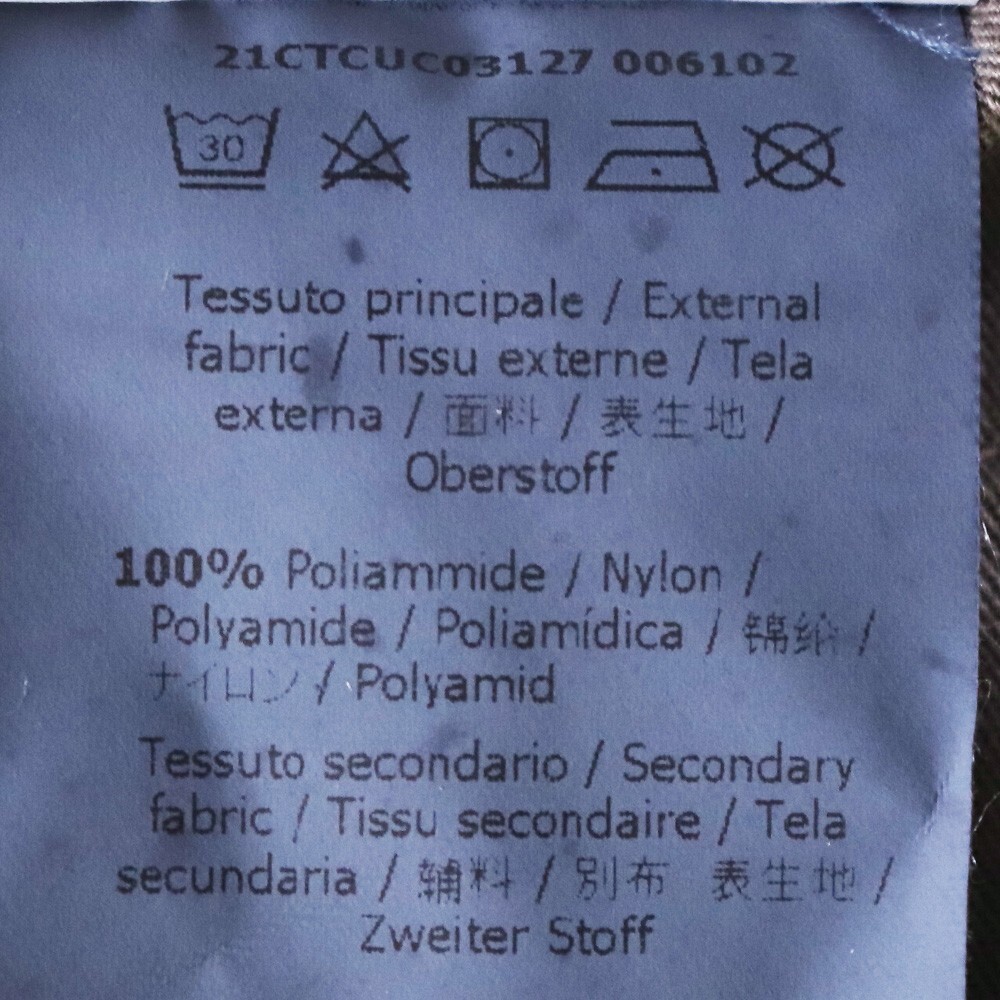 21CTCUC03127 006102
30
Tessuto principale / External
fabric / Tissu externe / Tela
externa / 面料 / 表生地 /
Oberstoff
100% Poliammide / Nylon /
Polyamide / Poliamídica / 锦纶 /
ナイロン / Polyamid
Tessuto secondario / Secondary
fabric / Tissu secondaire / Tela
secundaria / 辅料 / 別布 表生地 /
Zweiter Stoff